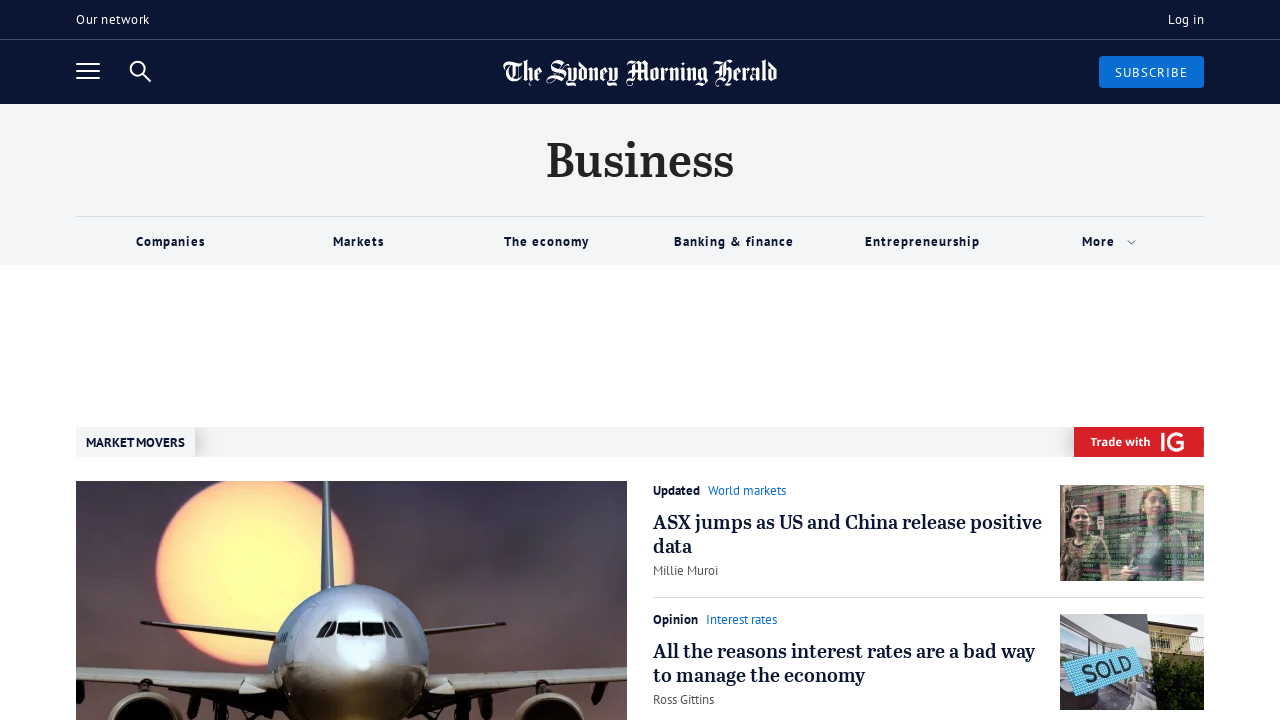 Our network
Log in
The Sydney Morning Herald
SUBSCRIBE
Business
Companies
Markets
The economy
Banking & finance
Entrepreneurship
More
MARKET MOVERS
Trade with IG
Updated World markets
ASX jumps as US and China release positive
data
Millie Muroi
Opinion Interest rates
All the reasons interest rates are a bad way
to manage the economy
Ross Gittins
ASX
SOLD